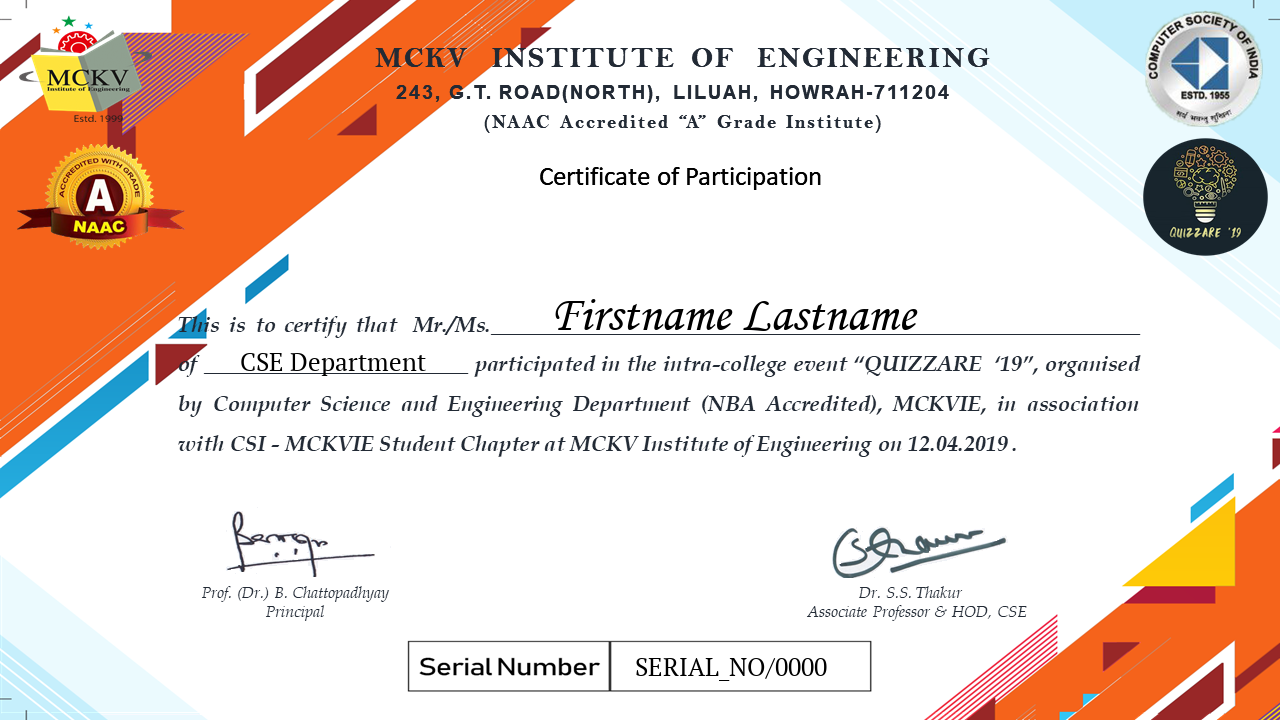 MCKV INSTITUTE OF ENGINEERING
243, G.T. ROAD(NORTH), LILUAH, HOWRAH-711204
(NAAC Accredited “A” Grade Institute)
Certificate of Participation
MCKV
Institute of Engineering
Estd. 1999
ACCREDITED WITH GRADE
A
NAAC
COMPUTER SOCIETY OF INDIA
ESTD. 1955
QUIZZARE '19
This is to certify that Mr./Ms. Firstname Lastname
of CSE Department participated in the intra-college event “QUIZZARE ‘19”, organised
by Computer Science and Engineering Department (NBA Accredited), MCKVIE, in association
with CSI - MCKVIE Student Chapter at MCKV Institute of Engineering on 12.04.2019 .
Prof. (Dr.) B. Chattopadhyay
Principal
Dr. S.S. Thakur
Associate Professor & HOD, CSE
Serial Number SERIAL_NO/0000